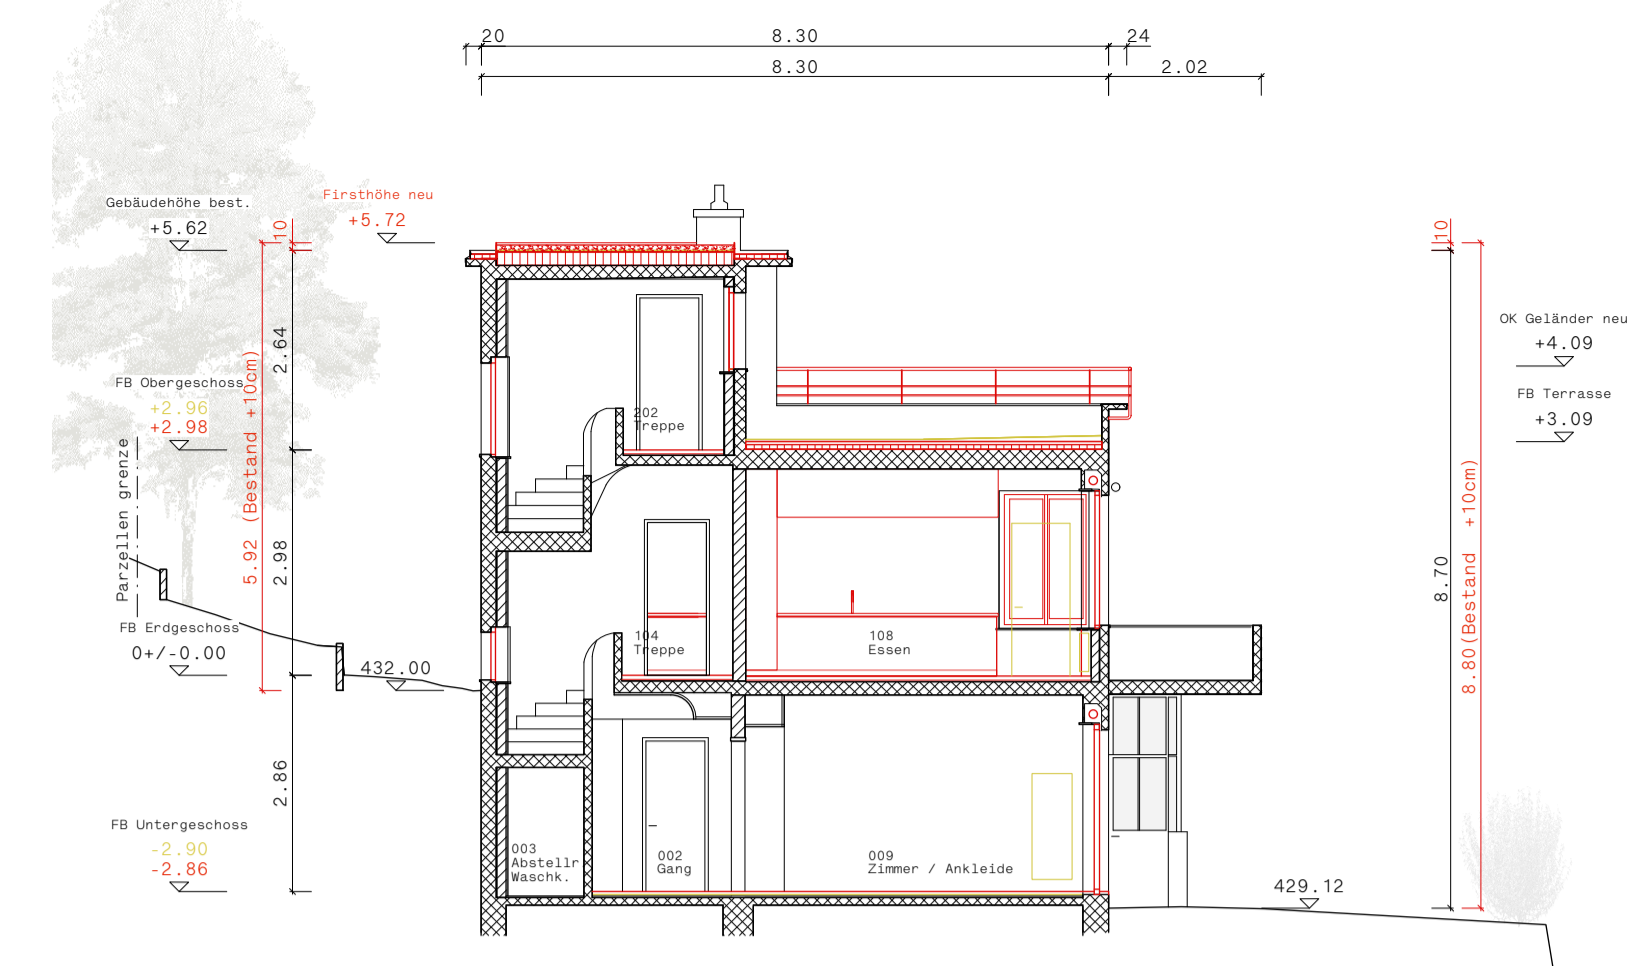 20
8.30
24
8.30
2.02
Gebäudehöhe best.
+5.62
Firsthöhe neu
+5.72
10
10
OK Geländer neu
+4.09
FB Terrasse
+3.09
FB Obergeschoss
+2.96
+2.98
2.64
5.92 (Bestand +10cm)
2.98
2.86
Parzellen grenze
FB Erdgeschoss
0+/-0.00
432.00
FB Untergeschoss
-2.90
-2.86
202
Treppe
104
Treppe
108
Essen
003
Abstellr
Waschk.
002
Gang
009
Zimmer / Ankleide
8.70
8.80(Bestand +10cm)
429.12